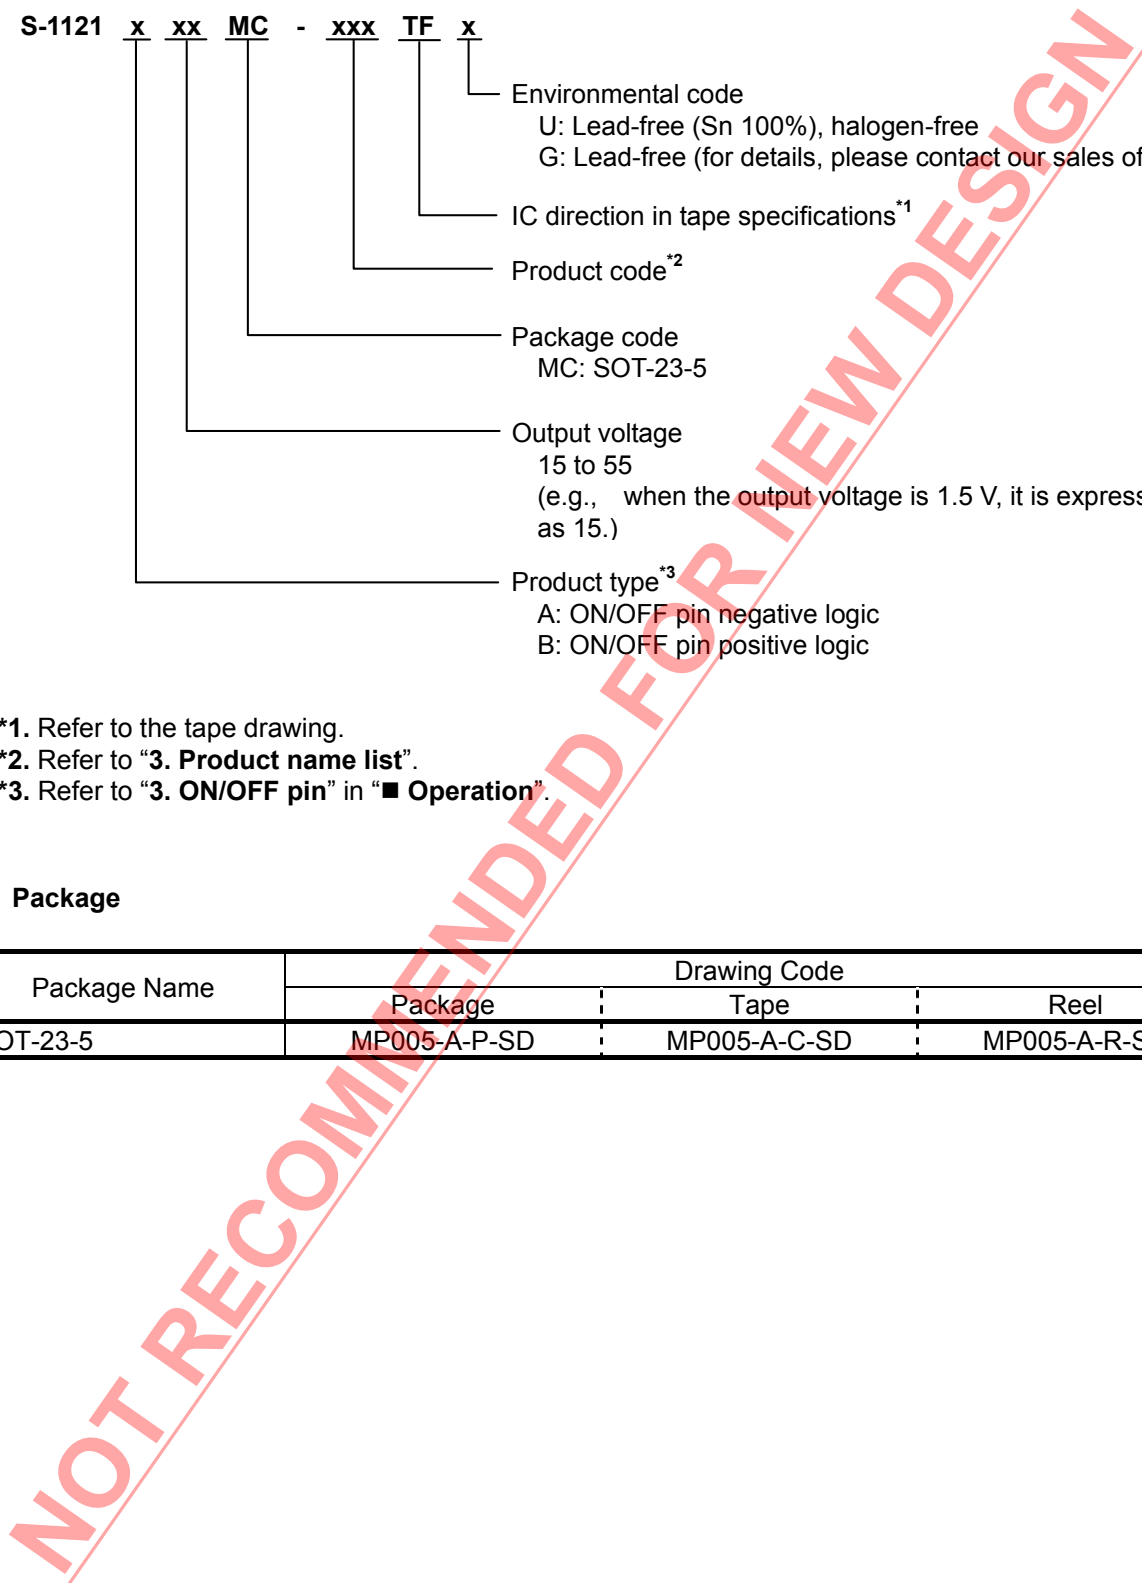 S-1121 x xx MC - xxx TF x
Environmental code
U: Lead-free (Sn 100%), halogen-free
G: Lead-free (for details, please contact our sales
IC direction in tape specifications*1
Product code*2
Package code
MC: SOT-23-5
Output voltage
15 to 55
(e.g., when the output voltage is 1.5 V, it is
as 15.)
Product type*3
A: ON/OFF pin negative logic
B: ON/OFF pin positive logic
*1. Refer to the tape drawing.
*2. Refer to “3. Product name list”.
*3. Refer to “3. ON/OFF pin” in “■ Operation”.
Package
Package Name
Drawing Code
Package Tape Reel
OT-23-5 MP005-A-P-SD MP005-A-C-SD MP005-A-R-S
NOT RECOMMENDED FOR NEW DESIGN